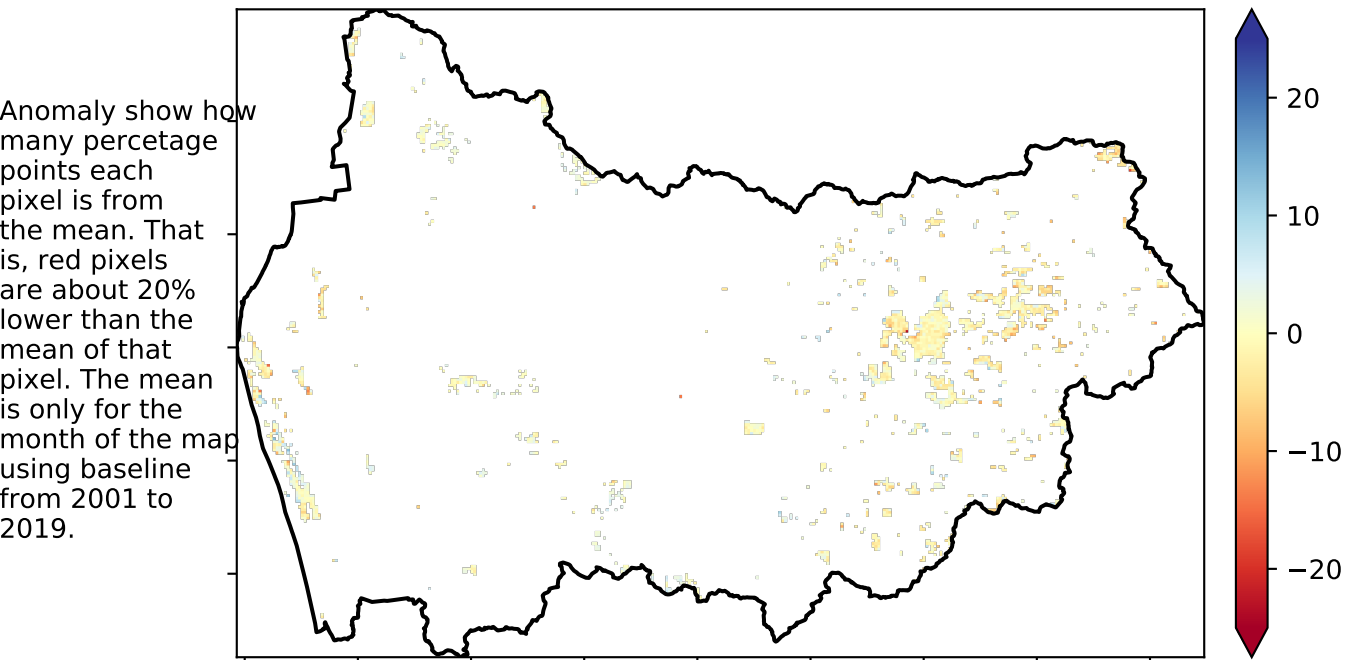 Anomaly show how
many percetage
points each
pixel is from
the mean. That
is, red pixels
are about 20%
lower than the
mean of that
pixel. The mean
is only for the
month of the map
using baseline
from 2001 to
2019.
20
10
0
−10
−20